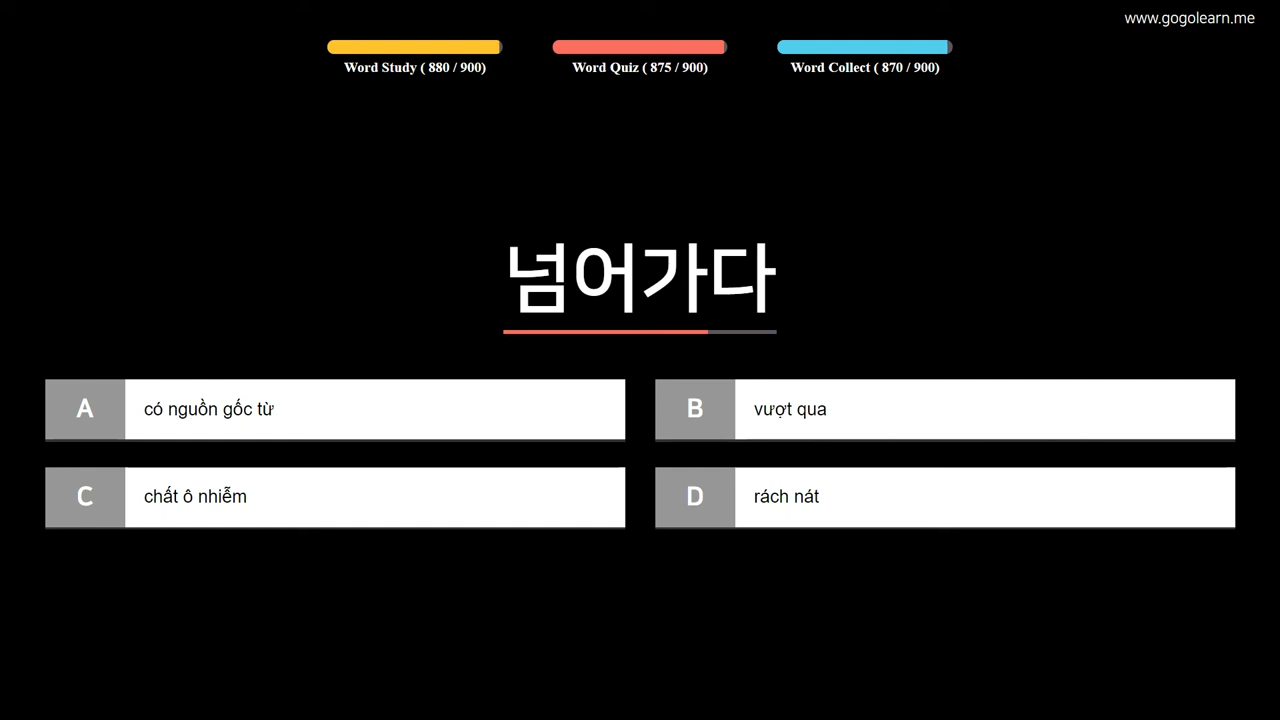 www.gogolearn.me
Word Study ( 880 / 900)
Word Quiz ( 875 / 900)
Word Collect ( 870 / 900)
넘어가다
A có nguồn gốc từ
B vượt qua
C chất ô nhiễm
D rách nát